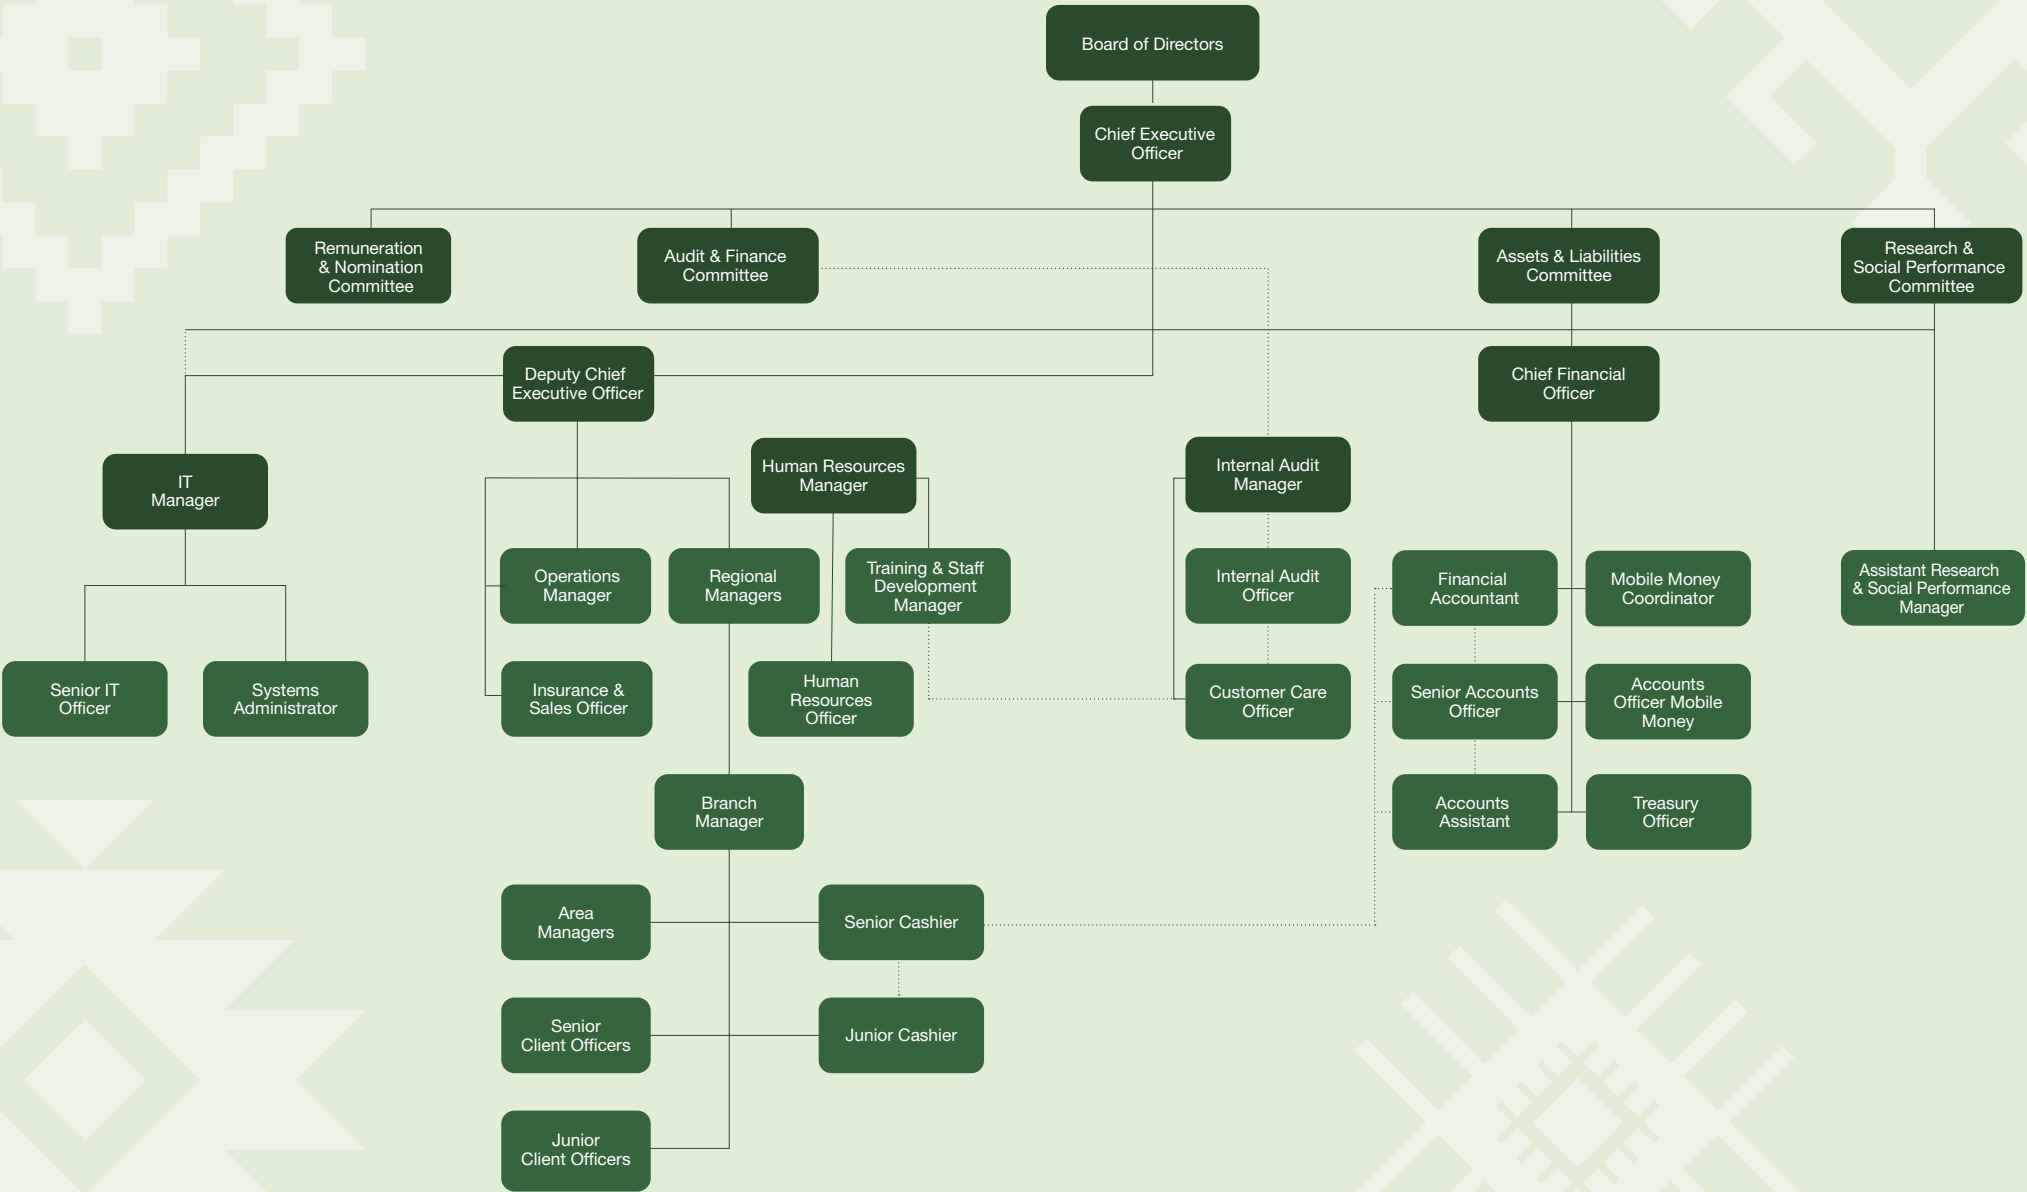 Board of Directors
Chief Executive
Officer
Remuneration
& Nomination
Committee
Audit & Finance
Committee
Assets & Liabilities
Committee
Research &
Social Performance
Committee
Deputy Chief
Executive Officer
Chief Financial
Officer
IT
Manager
Human Resources
Manager
Internal Audit
Manager
Operations
Manager
Regional
Managers
Training & Staff
Development
Manager
Internal Audit
Officer
Financial
Accountant
Mobile Money
Coordinator
Assistant Research
& Social Performance
Manager
Senior IT
Officer
Systems
Administrator
Insurance &
Sales Officer
Human
Resources
Officer
Customer Care
Officer
Senior Accounts
Officer
Accounts
Officer Mobile
Money
Branch
Manager
Accounts
Assistant
Treasury
Officer
Area
Managers
Senior Cashier
Senior
Client Officers
Junior Cashier
Junior
Client Officers